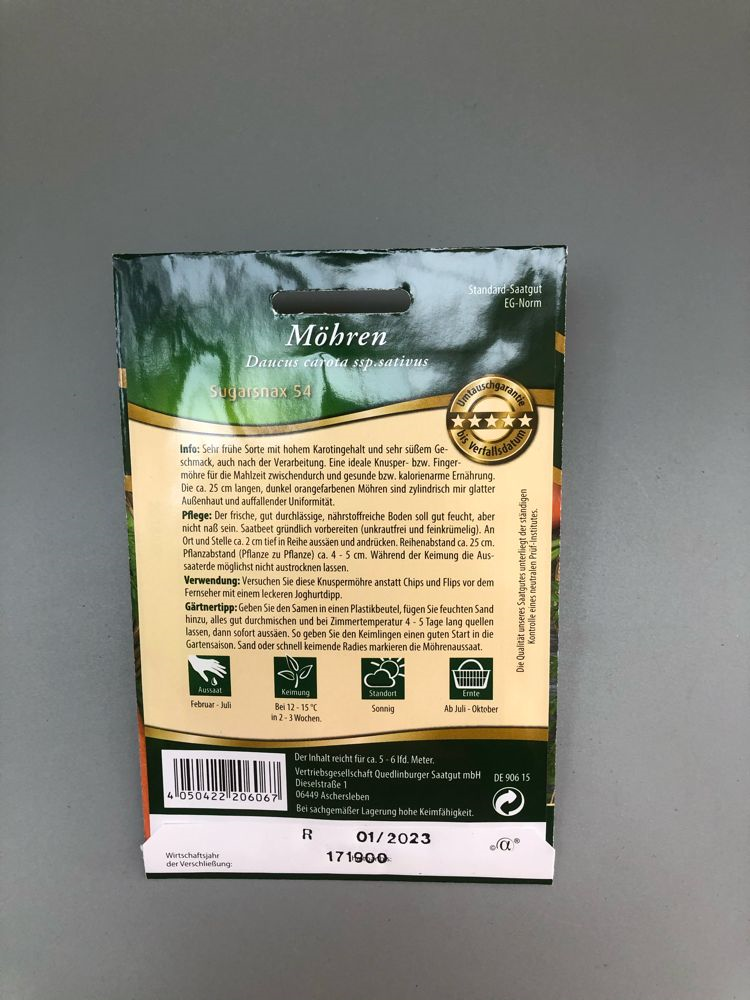 Standard-Saatgut
EG-Norm
Möhren
Daucus carota ssp.sativus
Sugarsnax 54
Umtauschgarantie
bis Verfallsdatum
Info: Sehr frühe Sorte mit hohem Karotingehalt und sehr süßem Ge-
schmack, auch nach der Verarbeitung. Eine ideale Knusper- bzw. Finger-
möhre für die Mahlzeit zwischendurch und gesunde bzw. kalorienarme Ernährung.
Die ca. 25 cm langen, dunkel orangefarbenen Möhren sind zylindrisch mir glatter
Außenhaut und auffallender Uniformität.
Pflege: Der frische, gut durchlässige, nährstoffreiche Boden soll gut feucht, aber
nicht naß sein. Saatbeet gründlich vorbereiten (unkrautfrei und feinkrümelig). An
Ort und Stelle ca. 2 cm tief in Reihe aussäen und andrücken. Reihenabstand ca. 25 cm.
Pflanzabstand (Pflanze zu Pflanze) ca. 4 - 5 cm. Während der Keimung die Aus-
saaterde möglichst nicht austrocknen lassen.
Verwendung: Versuchen Sie diese Knuspermöhre anstatt Chips und Flips vor dem
Fernseher mit einem leckeren Joghurtdipp.
Gärtnertipp: Geben Sie den Samen in einen Plastikbeutel, fügen Sie feuchten Sand
hinzu, alles gut durchmischen und bei Zimmertemperatur 4 - 5 Tage lang quellen
lassen, dann sofort aussäen. So geben Sie den Keimlingen einen guten Start in die
Gartensaison. Sand oder schnell keimende Radies markieren die Möhrenaussaat.
Die Qualität unseres Saatgutes unterliegt der ständigen
Kontrolle eines neutralen Prüf-Institutes.
Aussaat
Februar - Juli
Keimung
Bei 12 - 15 °C
in 2 - 3 Wochen.
Standort
Sonnig
Ernte
Ab Juli - Oktober
4 050422 206067
Der Inhalt reicht für ca. 5 - 6 lfd. Meter.
Vertriebsgesellschaft Quedlinburger Saatgut mbH
Dieselstraße 1
06449 Aschersleben
Bei sachgemäßer Lagerung hohe Keimfähigkeit.
DE 906 15
R 01/2023
171900
Wirtschaftsjahr
der Verschließung:
©@®